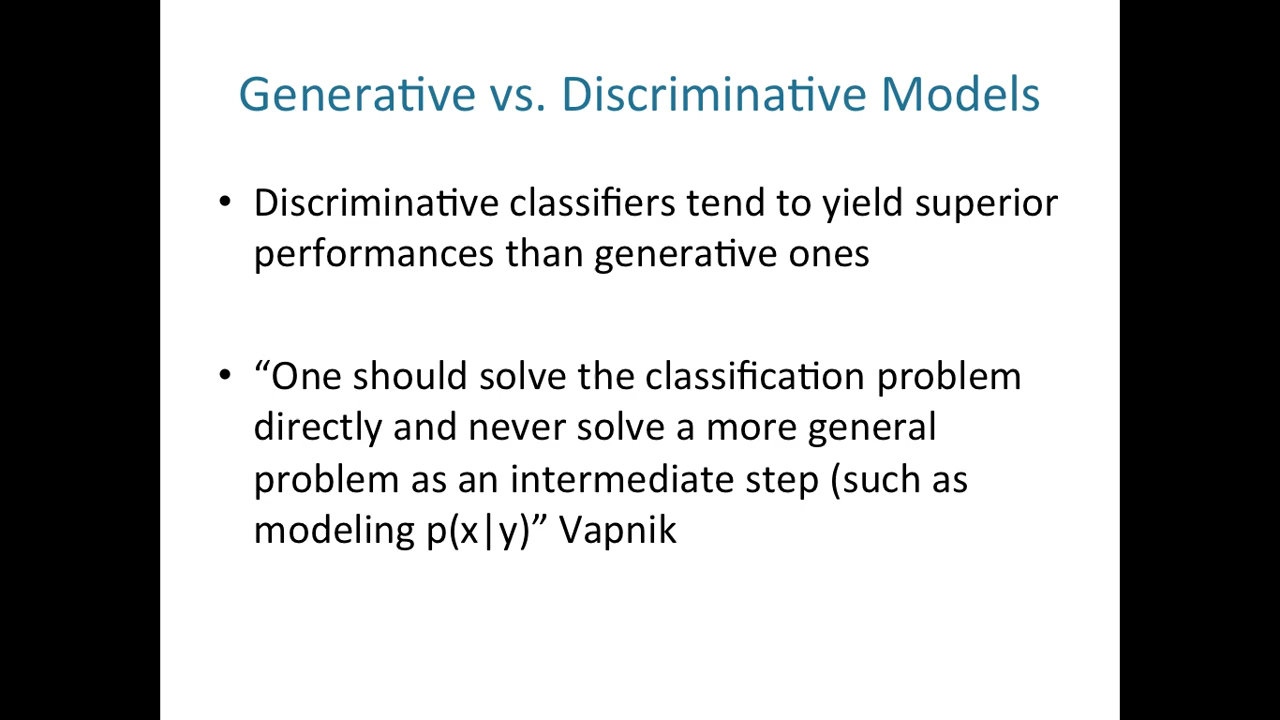 Generative vs. Discriminative Models
• Discriminative classifiers tend to yield superior
performances than generative ones
• “One should solve the classification problem
directly and never solve a more general
problem as an intermediate step (such as
modeling p(x|y)” Vapnik